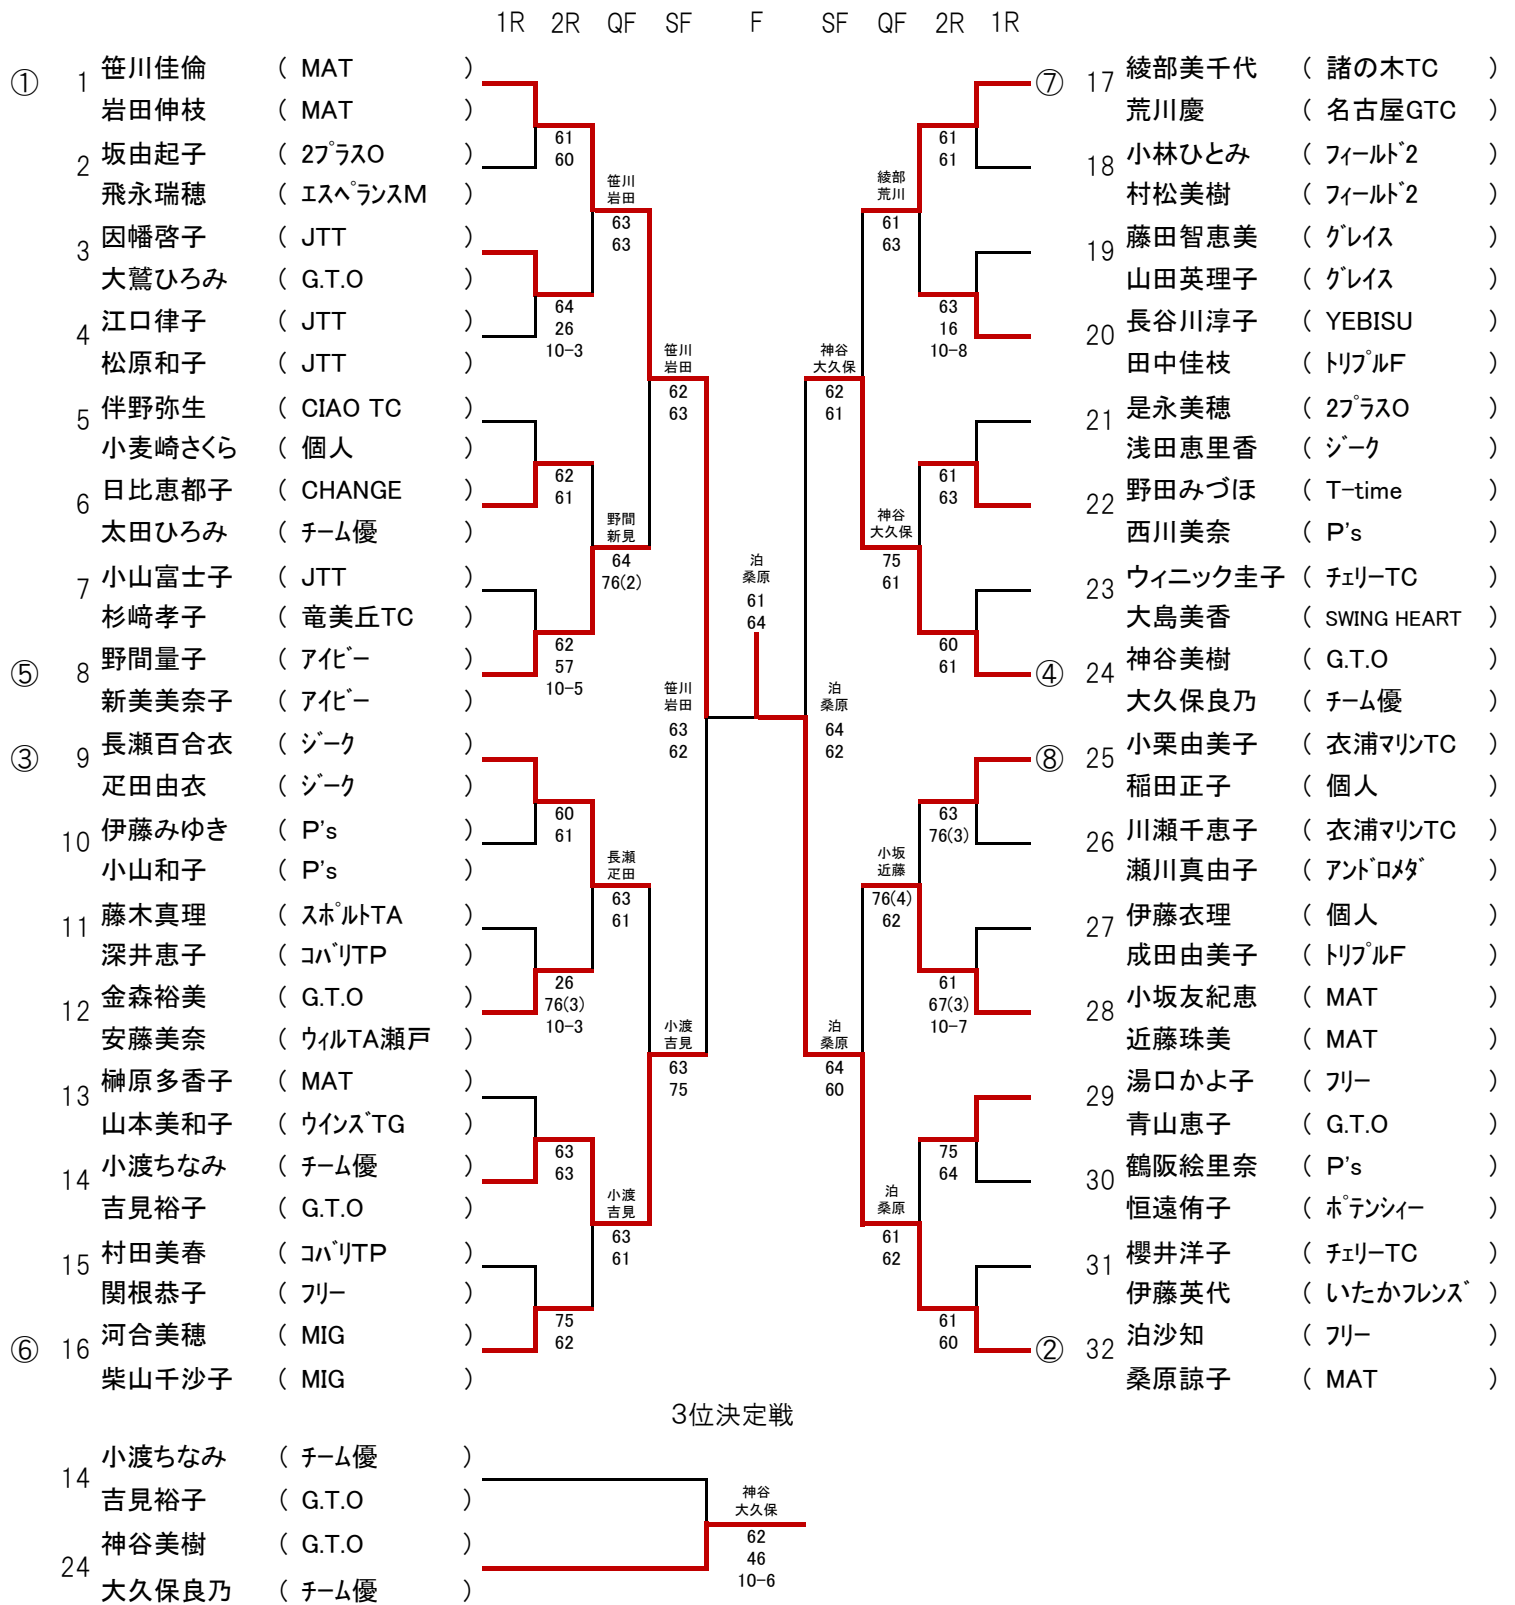 1R 2R QF SF F SF QF 2R 1R
① 1 笹川佳倫 ( MAT )
岩田伸枝 ( MAT )
2 坂由起子 ( 2ﾌﾟﾗｽO )
飛永瑞穂 ( ｴｽﾍﾟﾗﾝｽM )
3 因幡啓子 ( JTT )
大鷲ひろみ ( G.T.O )
4 江口律子 ( JTT )
松原和子 ( JTT )
5 伴野弥生 ( CIAO TC )
小麦崎さくら ( 個人 )
6 日比恵都子 ( CHANGE )
太田ひろみ ( ﾁｰﾑ優 )
7 小山富士子 ( JTT )
杉﨑孝子 ( 竜美丘TC )
⑤ 8 野間量子 ( ｱｲﾋﾞｰ )
新美美奈子 ( ｱｲﾋﾞｰ )
③ 9 長瀬百合衣 ( ｼﾞｰｸ )
疋田由衣 ( ｼﾞｰｸ )
10 伊藤みゆき ( P's )
小山和子 ( P's )
11 藤木真理 ( ｽﾎﾟﾙﾄTA )
深井恵子 ( ｺﾊﾞﾘTP )
12 金森裕美 ( G.T.O )
安藤美奈 ( ｳｨﾙTA瀬戸 )
13 榊原多香子 ( MAT )
山本美和子 ( ｳｲﾝｽﾞTG )
14 小渡ちなみ ( ﾁｰﾑ優 )
吉見裕子 ( G.T.O )
15 村田美春 ( ｺﾊﾞﾘTP )
関根恭子 ( ﾌﾘｰ )
⑥ 16 河合美穂 ( MIG )
柴山千沙子 ( MIG )
61
60
64
26
10-3
62
61
62
57
10-5
60
61
26
76(3)
10-3
63
63
75
62
笹川
岩田
63
63
野間
新見
64
76(2)
長瀬
疋田
63
61
小渡
吉見
63
61
笹川
岩田
62
63
小渡
吉見
63
75
笹川
岩田
63
62
泊
桑原
61
64
泊
桑原
64
62
神谷
大久保
62
61
泊
桑原
64
60
綾部
荒川
61
63
神谷
大久保
75
61
小坂
近藤
76(4)
62
泊
桑原
61
62
61
61
63
16
10-8
61
63
60
61
63
76(3)
61
67(3)
10-7
75
64
61
60
⑦ 17 綾部美千代 ( 諸の木TC )
荒川慶 ( 名古屋GTC )
18 小林ひとみ ( ﾌｨｰﾙﾄﾞ2 )
村松美樹 ( ﾌｨｰﾙﾄﾞ2 )
19 藤田智恵美 ( ｸﾞﾚｲｽ )
山田英理子 ( ｸﾞﾚｲｽ )
20 長谷川淳子 ( YEBISU )
田中佳枝 ( ﾄﾘﾌﾟﾙF )
21 是永美穂 ( 2ﾌﾟﾗｽO )
浅田恵里香 ( ｼﾞｰｸ )
22 野田みづほ ( T-time )
西川美奈 ( P's )
23 ウィニック圭子 ( ﾁｪﾘｰTC )
大島美香 ( SWING HEART )
④ 24 神谷美樹 ( G.T.O )
大久保良乃 ( ﾁｰﾑ優 )
⑧ 25 小栗由美子 ( 衣浦ﾏﾘﾝTC )
稲田正子 ( 個人 )
26 川瀬千恵子 ( 衣浦ﾏﾘﾝTC )
瀬川真由子 ( ｱﾝﾄﾞﾛﾒﾀﾞ )
27 伊藤衣理 ( 個人 )
成田由美子 ( ﾄﾘﾌﾟﾙF )
28 小坂友紀恵 ( MAT )
近藤珠美 ( MAT )
29 湯口かよ子 ( ﾌﾘｰ )
青山恵子 ( G.T.O )
30 鶴阪絵里奈 ( P's )
恒遠侑子 ( ﾎﾟﾃﾝｼｨｰ )
31 櫻井洋子 ( ﾁｪﾘｰTC )
伊藤英代 ( いたかﾌﾚﾝｽﾞ )
② 32 泊沙知 ( ﾌﾘｰ )
桑原諒子 ( MAT )
3位決定戦
14 小渡ちなみ ( ﾁｰﾑ優 )
吉見裕子 ( G.T.O )
24 神谷美樹 ( G.T.O )
大久保良乃 ( ﾁｰﾑ優 )
神谷
大久保
62
46
10-6